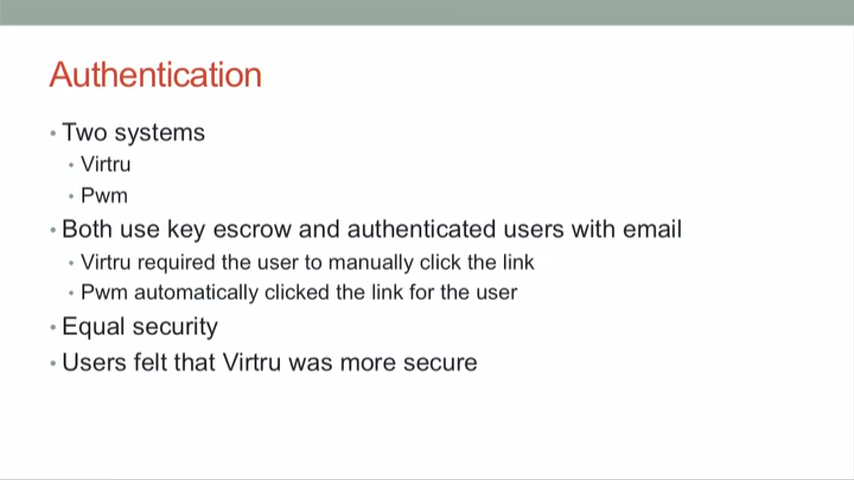 Authentication
• Two systems
• Virtru
• Pwm
• Both use key escrow and authenticated users with email
• Virtru required the user to manually click the link
• Pwm automatically clicked the link for the user
• Equal security
• Users felt that Virtru was more secure